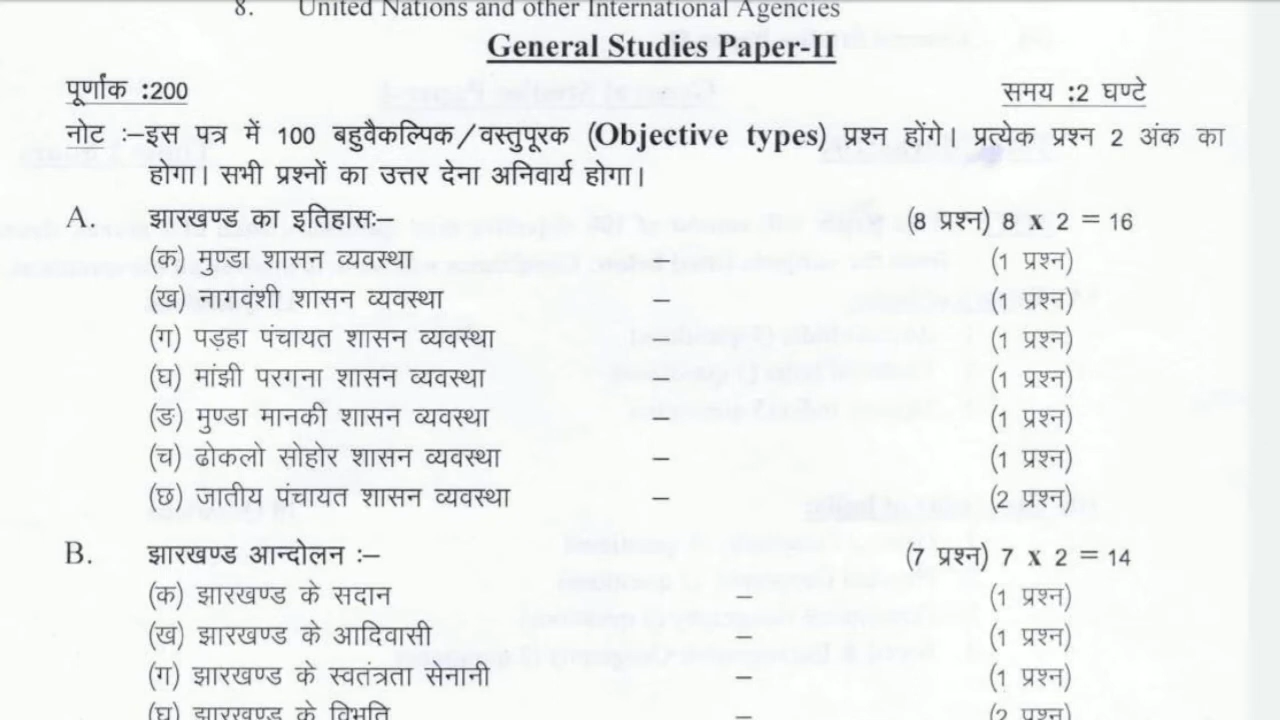 8. United Nations and other International Agencies
General Studies Paper-II
पूर्णांक :200 समय :2 घण्टे
नोट :–इस पत्र में 100 बहुवैकल्पिक/वस्तुपूरक (Objective types) प्रश्न होंगे। प्रत्येक प्रश्न 2 अंक का
होगा। सभी प्रश्नों का उत्तर देना अनिवार्य होगा।
A. झारखण्ड का इतिहासः– (8 प्रश्न) 8 x 2 = 16
(क) मुण्डा शासन व्यवस्था – (1 प्रश्न)
(ख) नागवंशी शासन व्यवस्था – (1 प्रश्न)
(ग) पड़हा पंचायत शासन व्यवस्था – (1 प्रश्न)
(घ) मांझी परगना शासन व्यवस्था – (1 प्रश्न)
(ङ) मुण्डा मानकी शासन व्यवस्था – (1 प्रश्न)
(च) ढोकलो सोहोर शासन व्यवस्था – (1 प्रश्न)
(छ) जातीय पंचायत शासन व्यवस्था – (2 प्रश्न)
B. झारखण्ड आन्दोलन :– (7 प्रश्न) 7 x 2 = 14
(क) झारखण्ड के सदान – (1 प्रश्न)
(ख) झारखण्ड के आदिवासी – (1 प्रश्न)
(ग) झारखण्ड के स्वतंत्रता सेनानी – (1 प्रश्न)
(घ) झारखण्ड के विभूति – (2 प्रश्न)